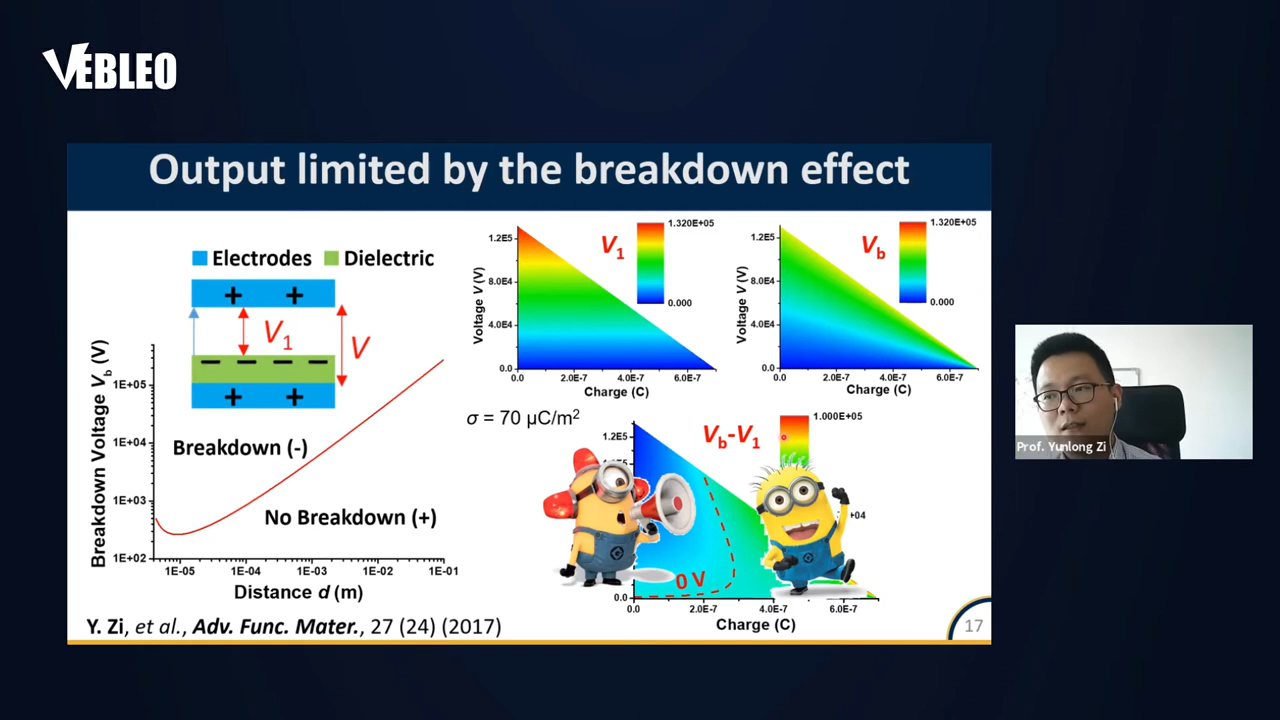 VEBLEO
Output limited by the breakdown effect
Electrodes Dielectric
+ +
V1
V
− − − −
+ +
Breakdown Voltage Vb (V)
1E+05
1E+04
1E+03
1E+02
Breakdown (-)
No Breakdown (+)
1E-05 1E-04 1E-03 1E-02 1E-01
Distance d (m)
V1
1.320E+05
0.000
Voltage V (V)
1.2E5
8.0E4
4.0E4
0.0
0.0 2.0E-7 4.0E-7 6.0E-7
Charge (C)
Vb
1.320E+05
0.000
Voltage V (V)
1.2E5
8.0E4
4.0E4
0.0
0.0 2.0E-7 4.0E-7 6.0E-7
Charge (C)
σ = 70 μC/m²
Vb-V1
1.000E+05
+04
1.2E5
0 V
0.0
0.0 2.0E-7 4.0E-7 6.0E-7
Charge (C)
Y. Zi, et al., Adv. Func. Mater., 27 (24) (2017)
17
Prof. Yunlong Zi